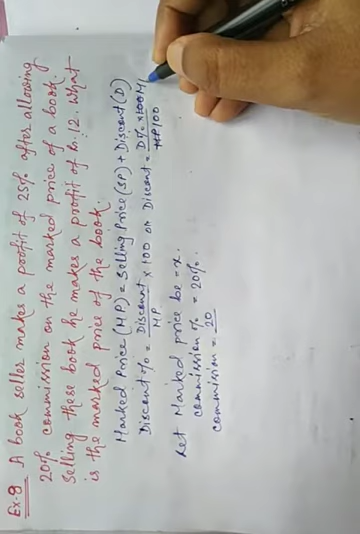 Ex-9 A book seller makes a profit of 25% after allowing
20% commission on the marked price of a book.
Selling these book he makes a profit of Rs. 12. What
is the marked price of the book.
Marked Price (MP) = Selling Price (SP) + Discount (D)
Discount % = Discount / MP × 100 or Discount = D% × / 100
Let Marked price be = x.
commission % = 20%.
commission = 20